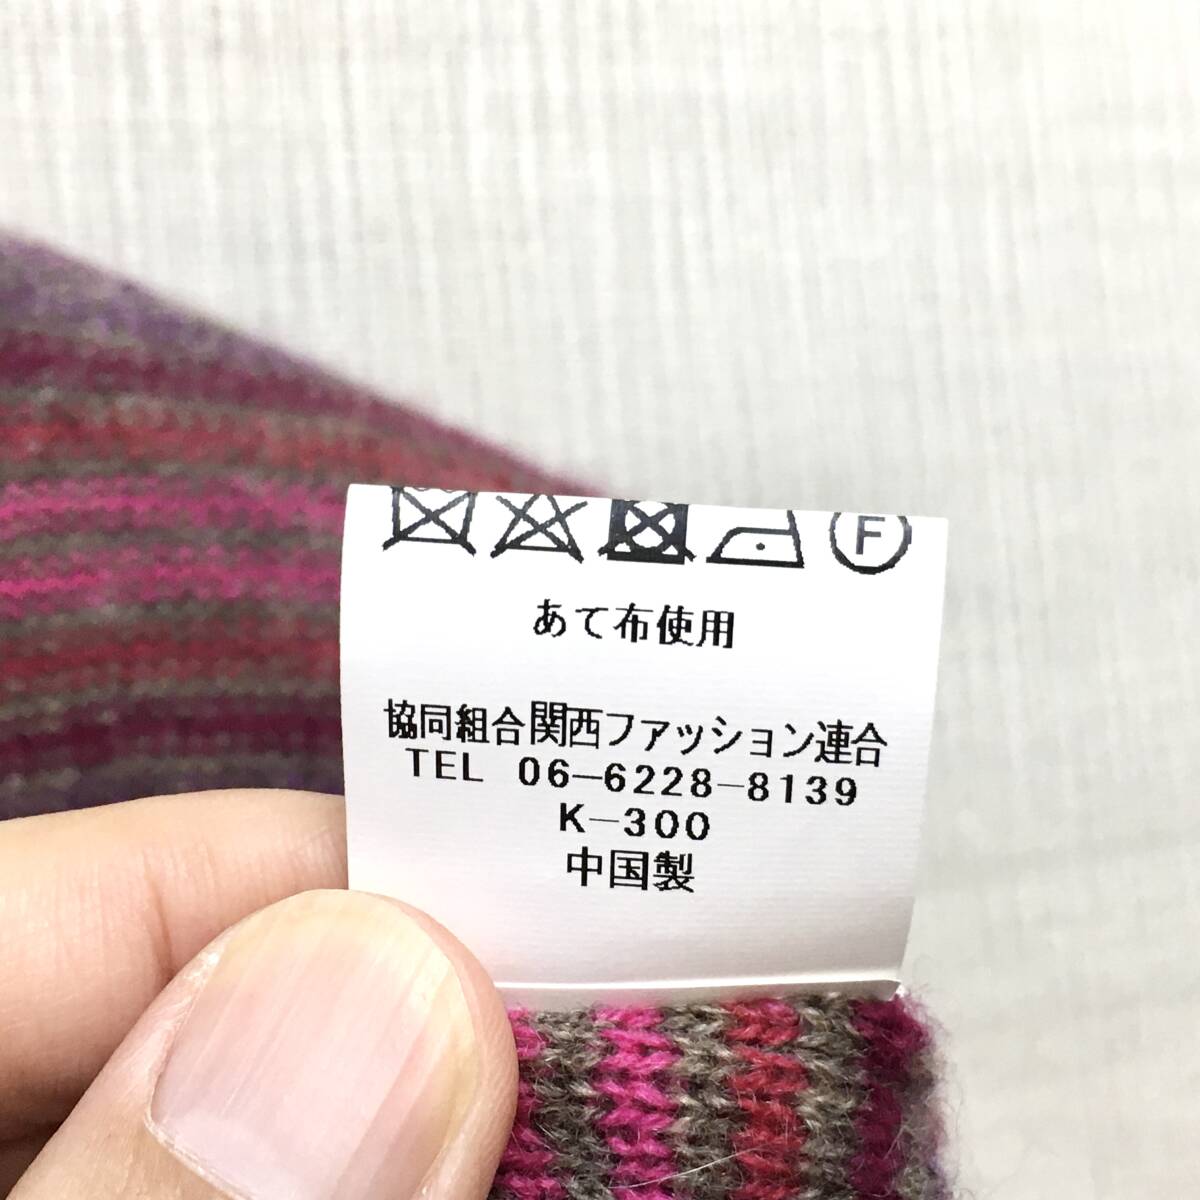 F
あて布使用
協同組合関西ファッション連合
TEL 06-6228-8139
K-300
中国製